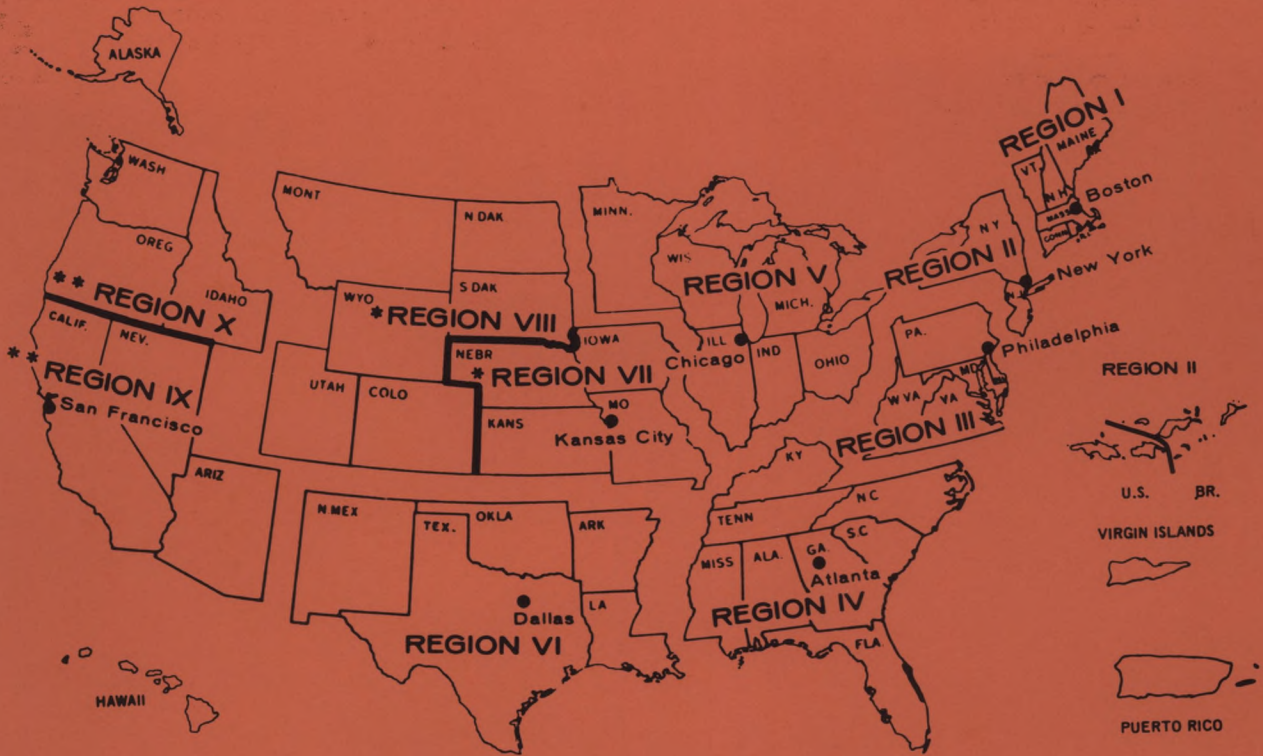 ALASKA
REGION I
MAINE
VT.
N H
MASS
CONN.
R.I.
Boston
WASH
MONT
N DAK
MINN.
OREG
WIS
N Y
REGION II
New York
N J
REGION V
** REGION X
IDAHO
WYO
S DAK
MICH.
*REGION VIII
CALIF.
NEV.
NEBR
IOWA
ILL
Chicago
IND
OHIO
PA.
Philadelphia
MD
**
REGION IX
San Francisco
UTAH
COLO
* REGION VII
REGION II
W VA
VA
REGION III
KANS
MO
Kansas City
KY
ARIZ
N MEX
OKLA
TEX.
ARK
TENN
N C
S.C
U.S.
BR.
VIRGIN ISLANDS
MISS
ALA.
GA.
Atlanta
Dallas
LA
REGION IV
REGION VI
FLA
HAWAII
PUERTO RICO